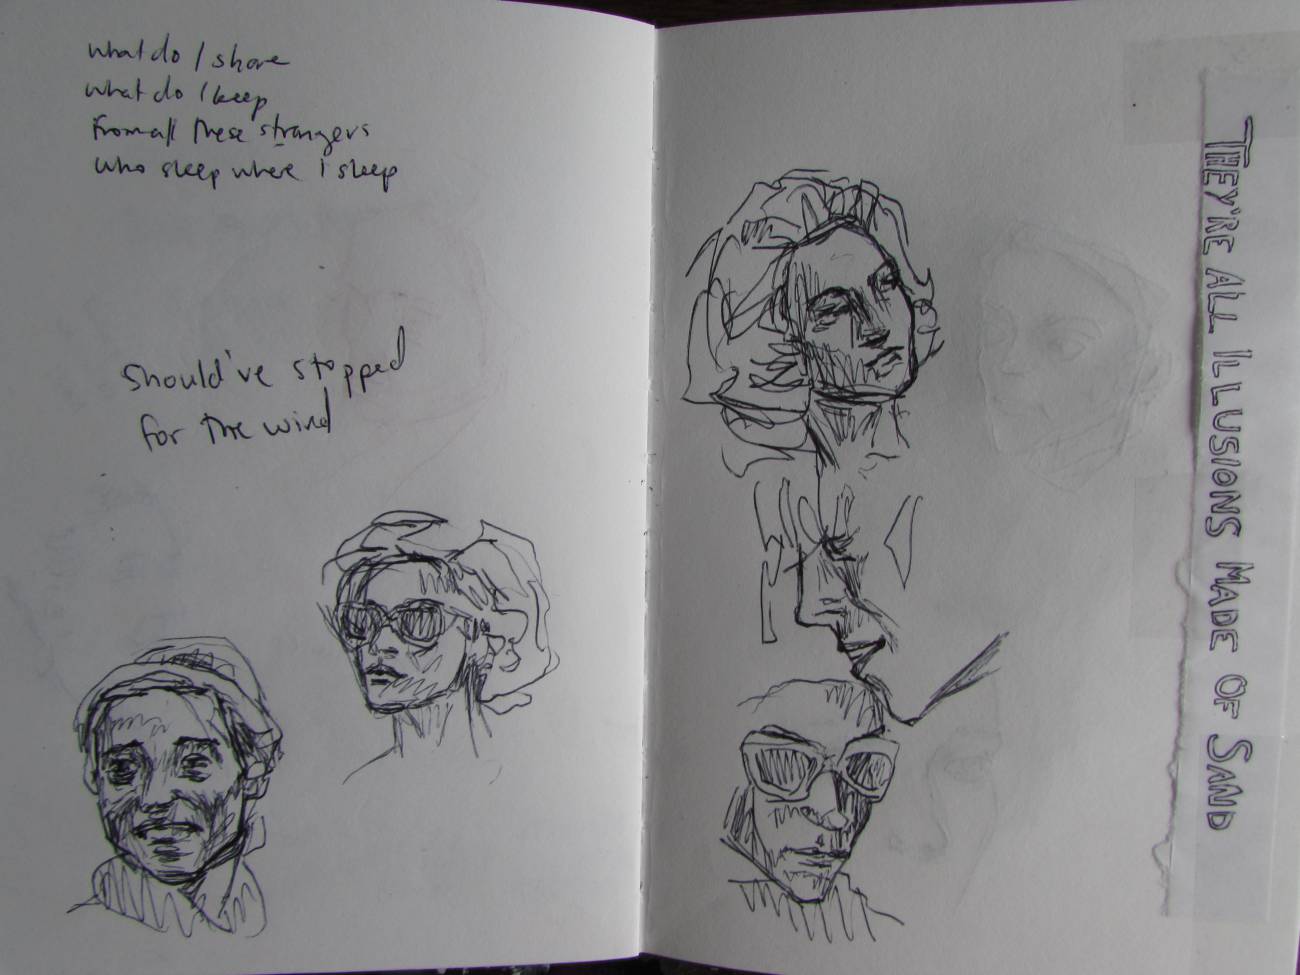 what do I share
what do I keep
from all these strangers
who sleep where I sleep
Should've stopped
for the wind
THEY'RE ALL ILLUSIONS MADE OF SAND